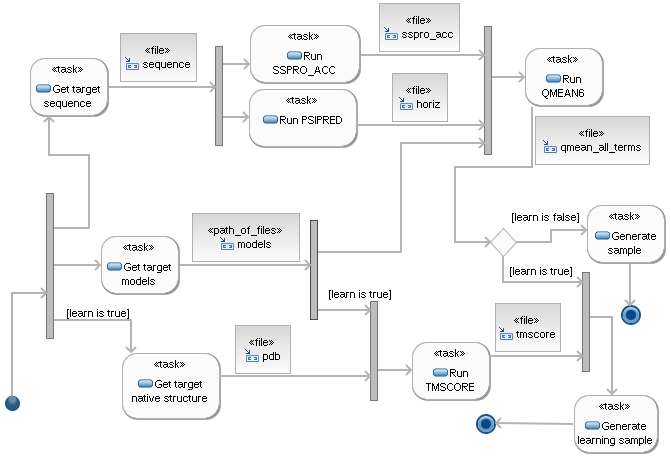 «file»
sspro_acc
«task»
Run
SSPRO_ACC
«file»
sequence
«task»
Get target
sequence
«task»
Run
QMEAN6
«task»
Run PSIPRED
«file»
horiz
«file»
qmean_all_terms
«path_of_files»
models
«task»
Get target
models
[learn is false]
«task»
Generate
sample
[learn is true]
[learn is true]
[learn is true]
«file»
pdb
«file»
tmscore
«task»
Get target
native structure
«task»
Run
TMSCORE
«task»
Generate
learning sample